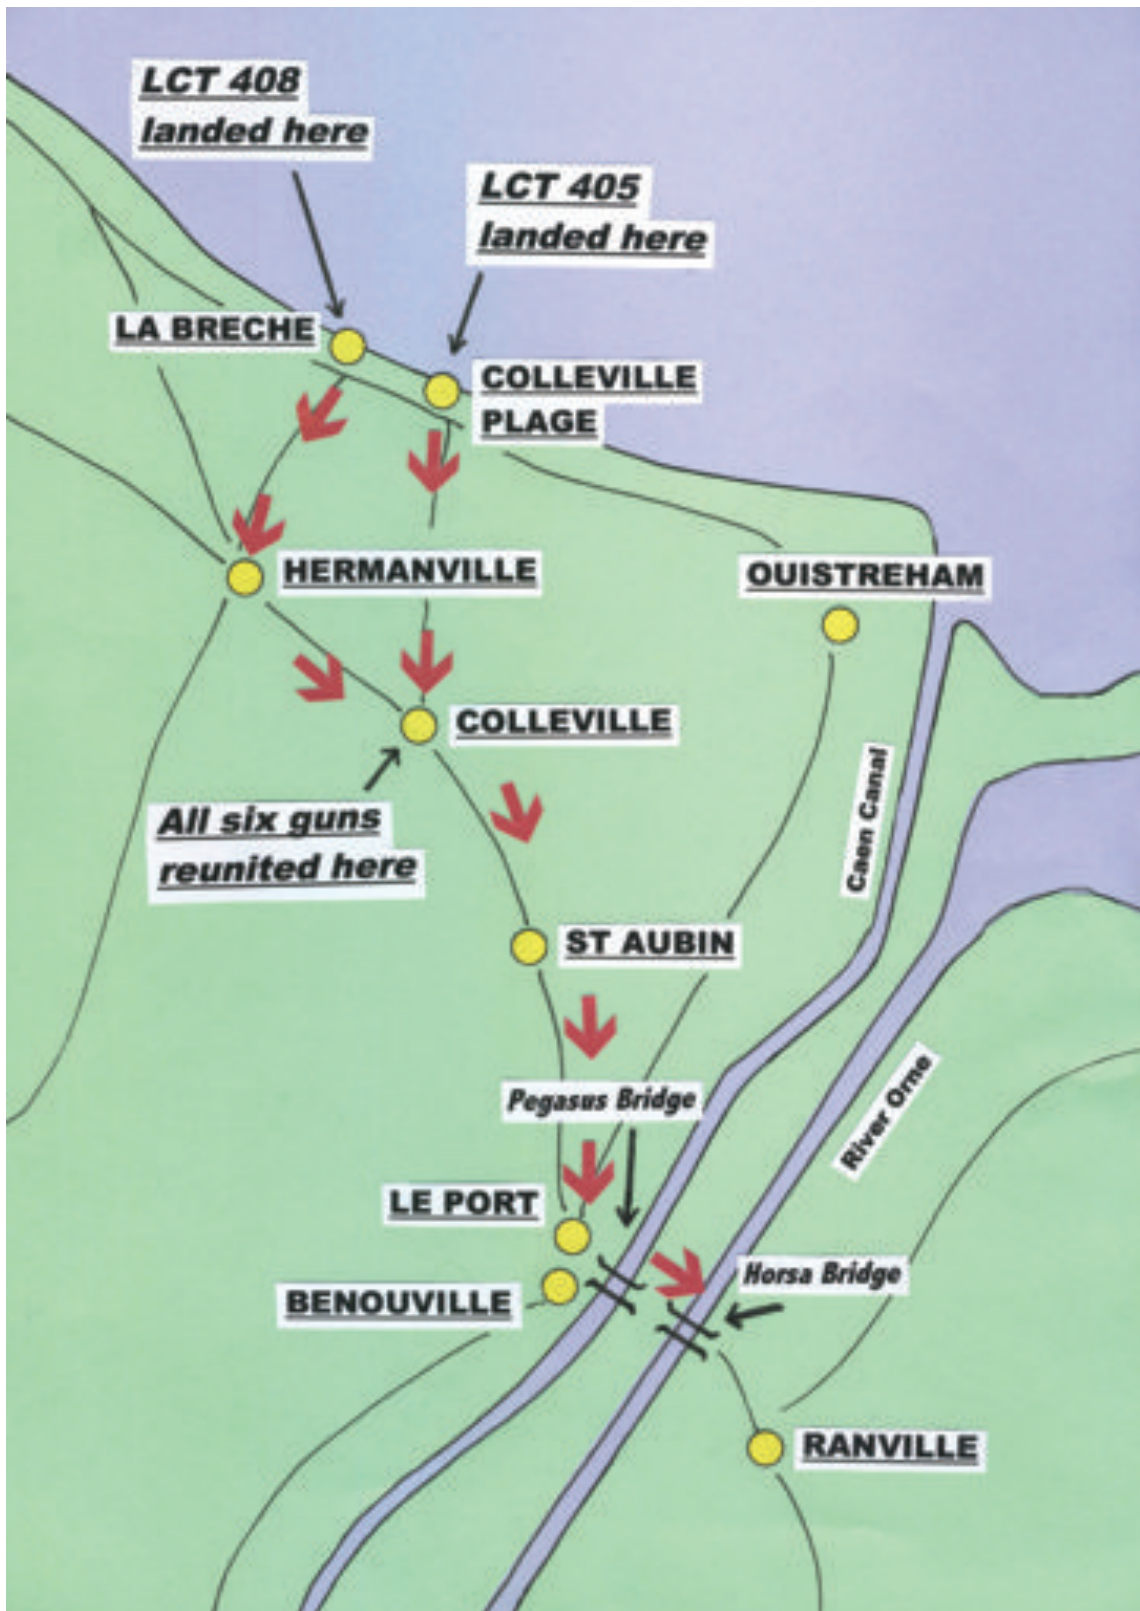 LCT 408
landed here
LCT 405
landed here
LA BRECHE
COLLEVILLE
PLAGE
HERMANVILLE
OUISTREHAM
COLLEVILLE
Caen Canal
All six guns
reunited here
ST AUBIN
River Orne
Pegasus Bridge
LE PORT
Horsa Bridge
BENOUVILLE
RANVILLE